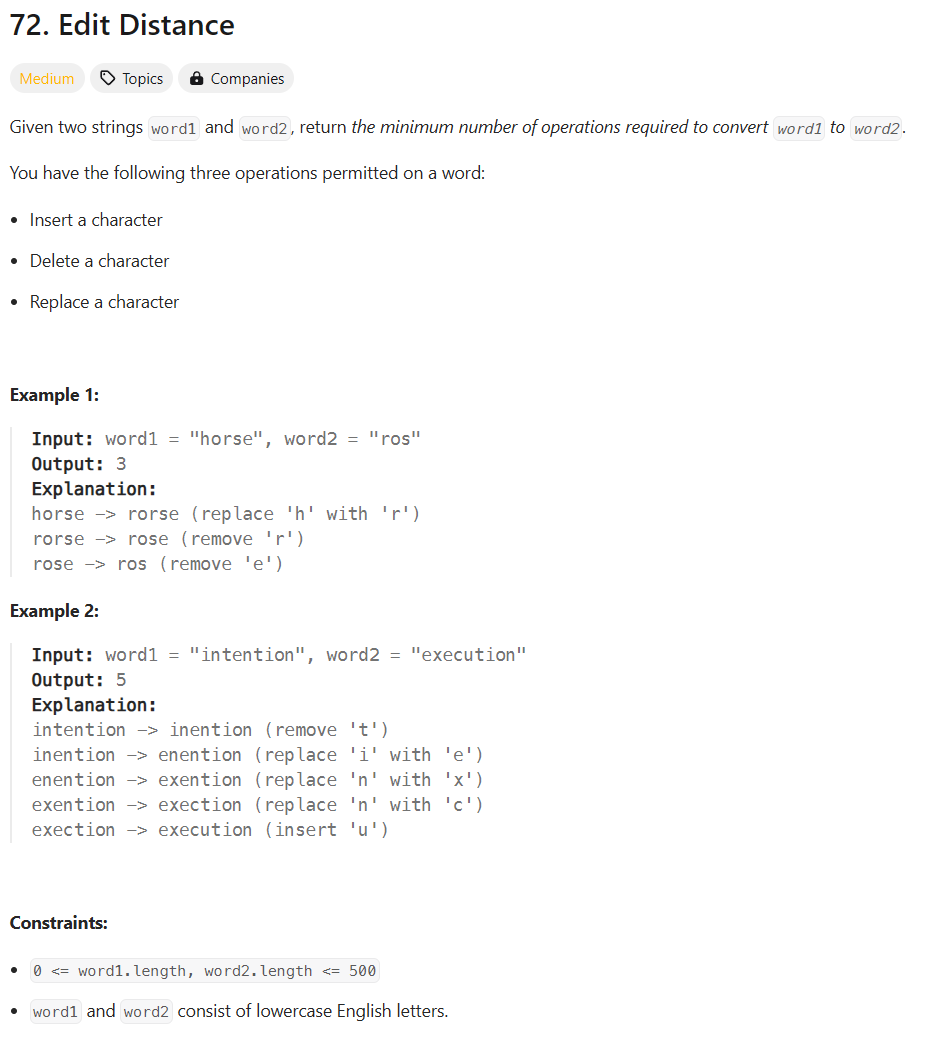 72. Edit Distance
Medium Topics Companies
Given two strings word1 and word2, return the minimum number of operations required to convert word1 to word2.
You have the following three operations permitted on a word:
• Insert a character
• Delete a character
• Replace a character
Example 1:
Input: word1 = "horse", word2 = "ros"
Output: 3
Explanation:
horse -> rorse (replace 'h' with 'r')
rorse -> rose (remove 'r')
rose -> ros (remove 'e')
Example 2:
Input: word1 = "intention", word2 = "execution"
Output: 5
Explanation:
intention -> inention (remove 't')
inention -> enention (replace 'i' with 'e')
enention -> exention (replace 'n' with 'x')
exention -> exection (replace 'n' with 'c')
exection -> execution (insert 'u')
Constraints:
• 0 <= word1.length, word2.length <= 500
• word1 and word2 consist of lowercase English letters.